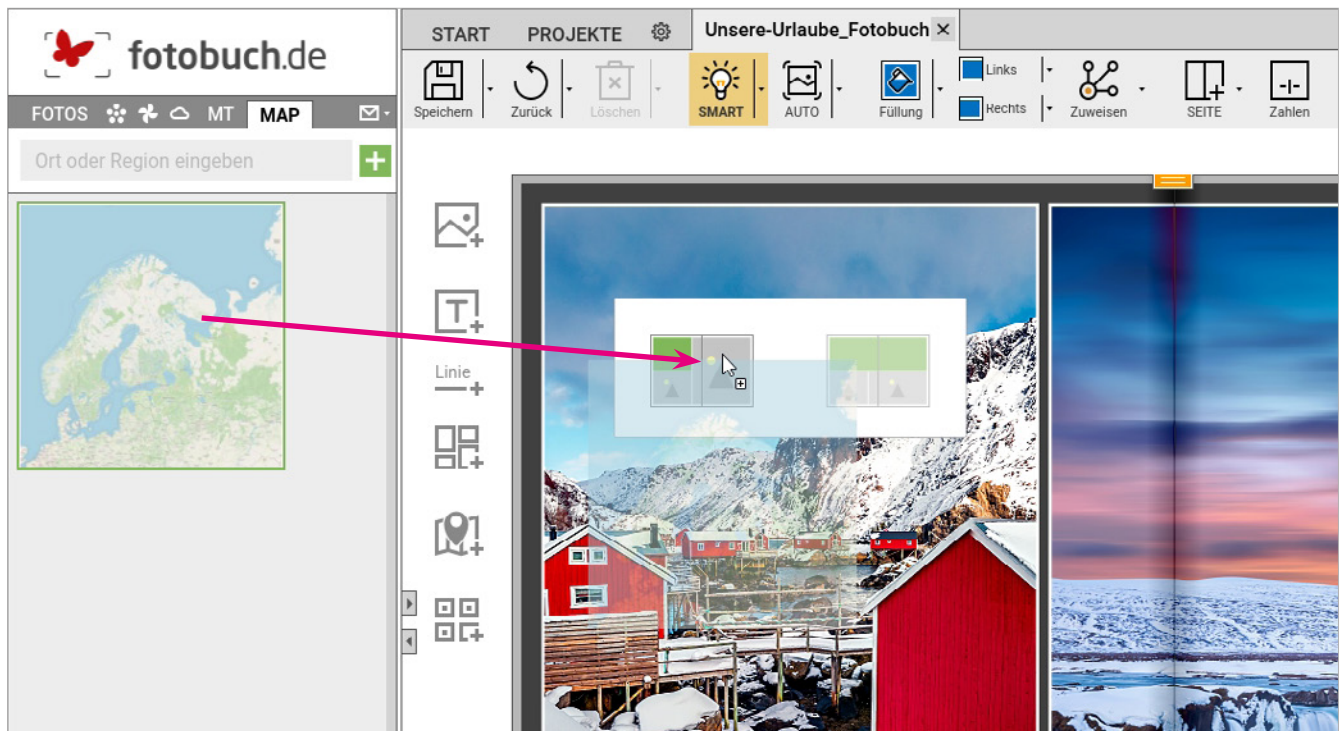 fotobuch.de
START PROJEKTE Unsere-Urlaube_Fotobuch
Speichern Zurück Löschen SMART AUTO Füllung Links Rechts Zuweisen SEITE Zahlen
FOTOS MT MAP
Ort oder Region eingeben
T
Linie